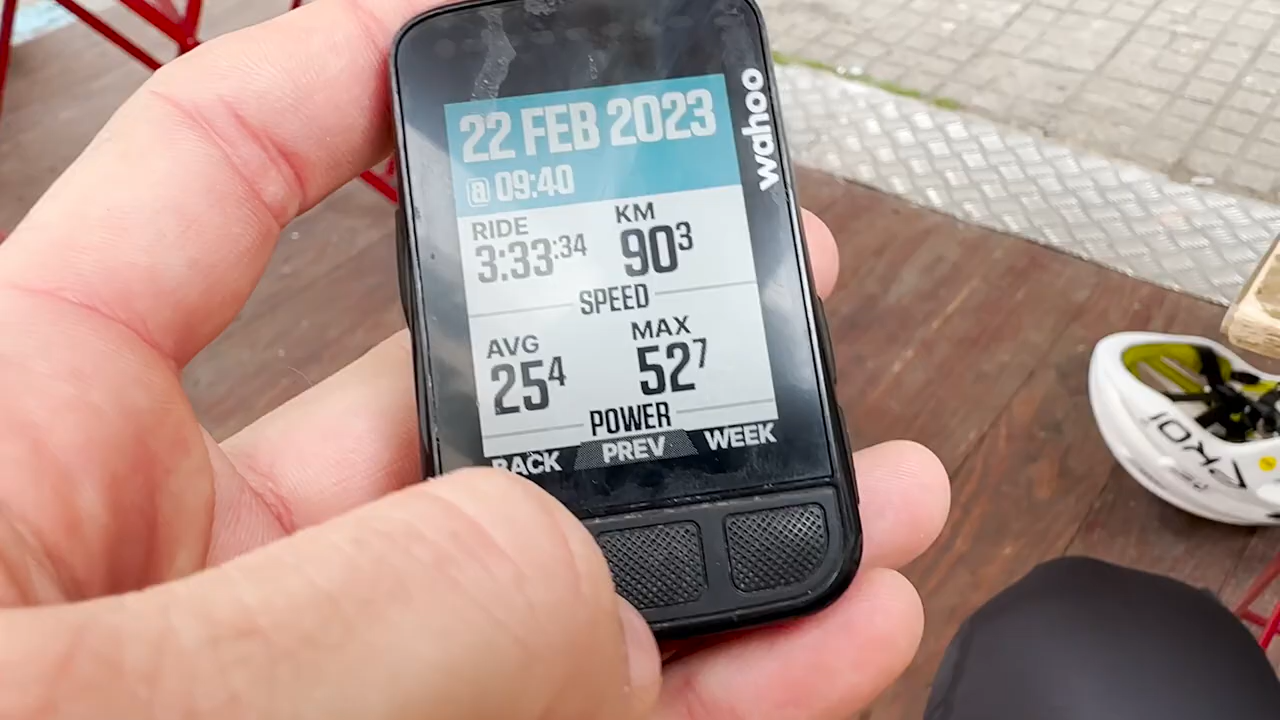 22 FEB 2023
@ 09:40
RIDE KM
3:33:34 90³
SPEED
AVG MAX
25⁴ 52⁷
POWER
BACK PREV WEEK
wahoo